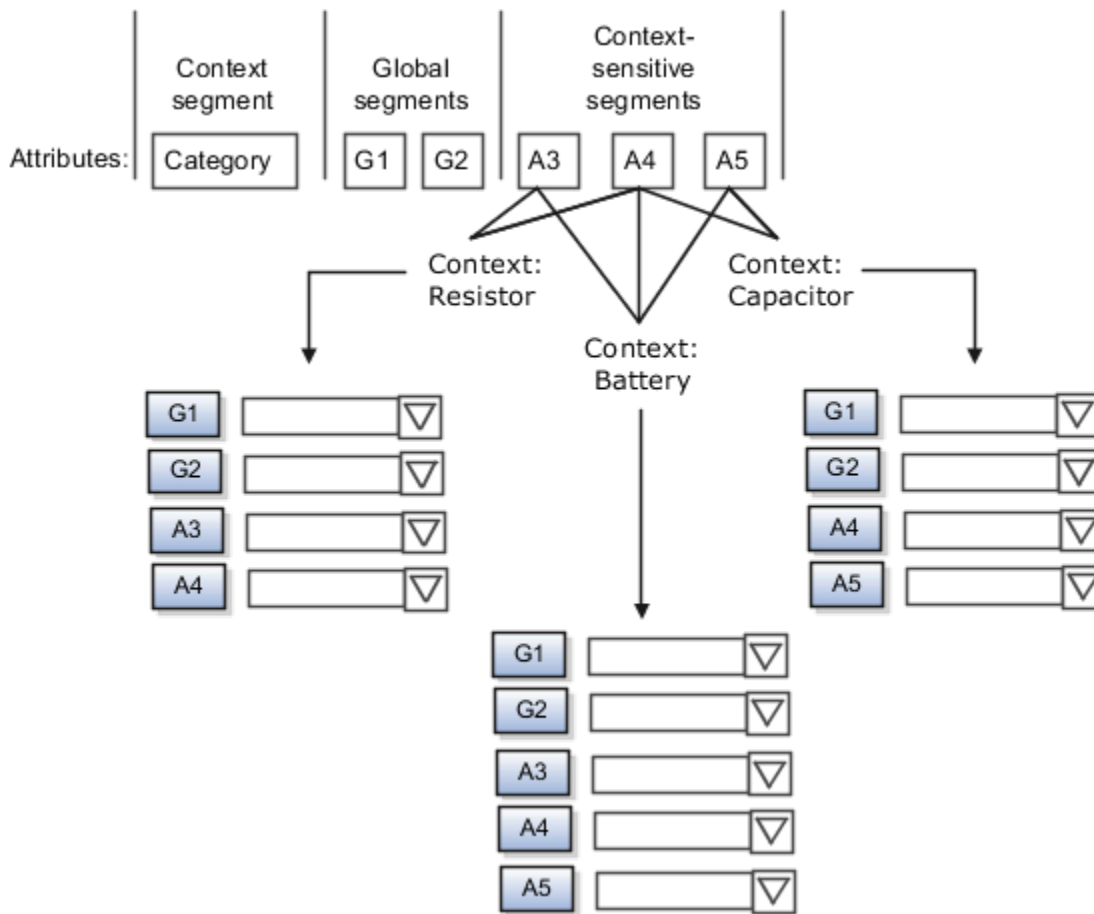 Context
segment
Global
segments
Context-
sensitive
segments
Attributes:
Category
G1
G2
A3
A4
A5
Context:
Resistor
Context:
Capacitor
Context:
Battery
G1
G2
A3
A4
G1
G2
A4
A5
G1
G2
A3
A4
A5